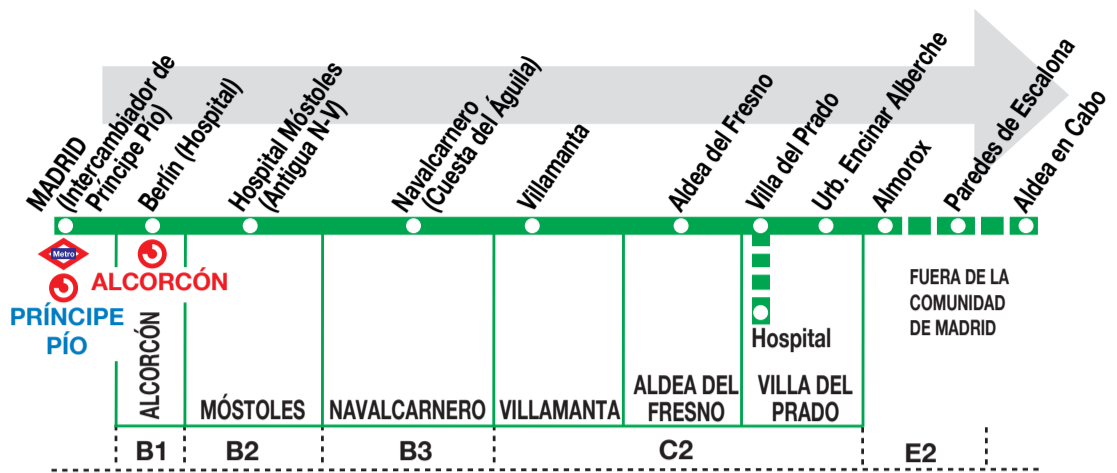 MADRID
(Intercambiador de
Príncipe Pío)
Berlín (Hospital)
Hospital Móstoles
(Antigua N-V)
Navalcarnero
(Cuesta del Águila)
Villamanta
Aldea del Fresno
Villa del Prado
Urb. Encinar Alberche
Almorox
Paredes de Escalona
Aldea en Cabo
Metro
PRÍNCIPE
PÍO
ALCORCÓN
Hospital
FUERA DE LA
COMUNIDAD
DE MADRID
ALCORCÓN
MÓSTOLES
NAVALCARNERO
VILLAMANTA
ALDEA DEL
FRESNO
VILLA DEL
PRADO
B1
B2
B3
C2
E2